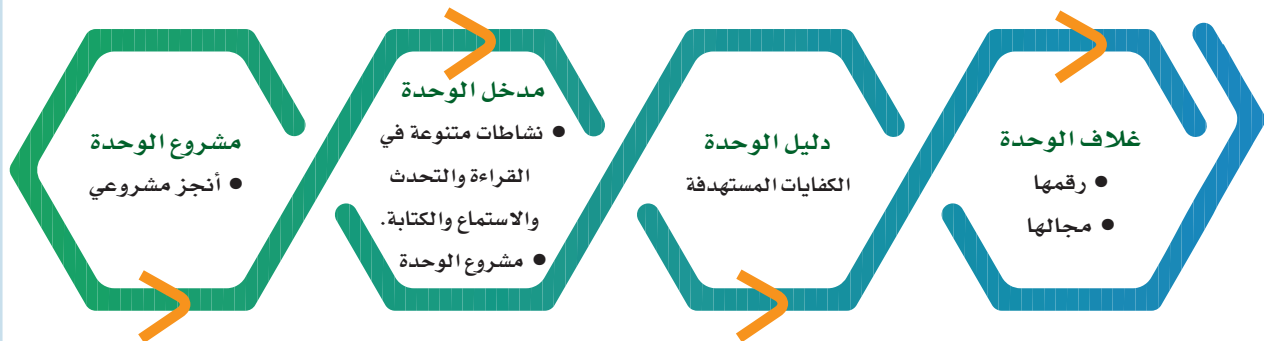 غلاف الوحدة
● رقمها
● مجالها
دليل الوحدة
الكفايات المستهدفة
مدخل الوحدة
● نشاطات متنوعة في
القراءة والتحدث
والاستماع والكتابة.
● مشروع الوحدة
مشروع الوحدة
● أنجز مشروعي